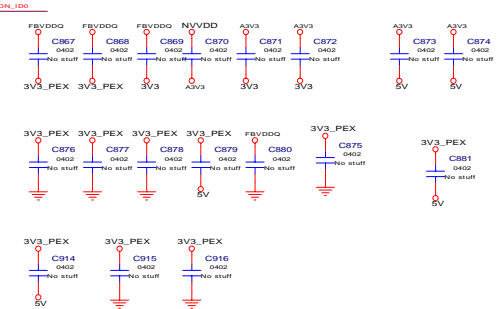 ON_ID0
FBVDDQ FBVDDQ FBVDDQ NVVDD A3V3 A3V3 A3V3 A3V3
C867 C868 C869 C870 C871 C872 C873 C874
0402 0402 0402 0402 0402 0402 0402 0402
No stuff No stuff No stuff No stuff No stuff No stuff No stuff No stuff
3V3_PEX 3V3_PEX 3V3 A3V3 3V3 3V3 5V 5V
3V3_PEX 3V3_PEX 3V3_PEX 3V3_PEX FBVDDQ 3V3_PEX 3V3_PEX
C876 C877 C878 C879 C880 C875 C881
0402 0402 0402 0402 0402 0402 0402
No stuff No stuff No stuff No stuff No stuff No stuff No stuff
5V 5V
3V3_PEX 3V3_PEX 3V3_PEX
C914 C915 C916
0402 0402 0402
No stuff No stuff No stuff
5V